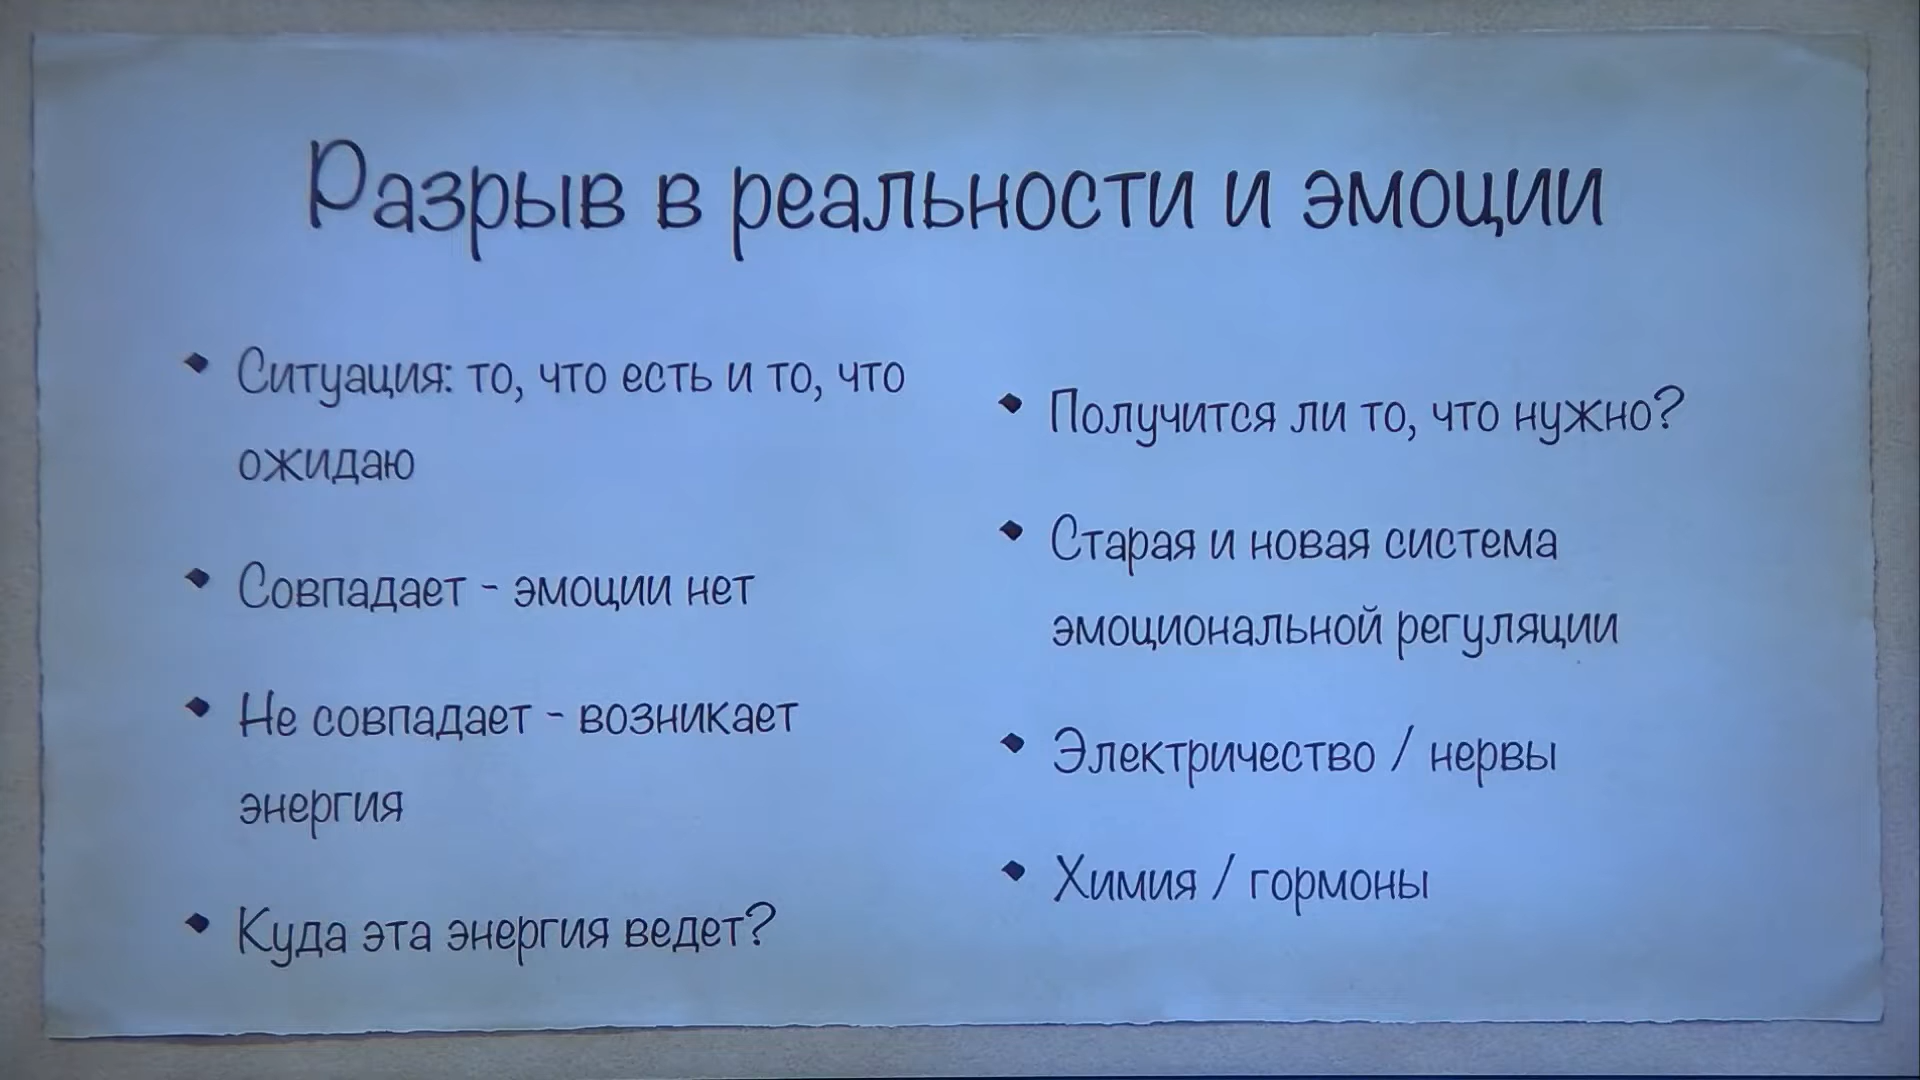 Разрыв в реальности и эмоции
Ситуация: то, что есть и то, что
ожидаю
Совпадает - эмоции нет
Не совпадает - возникает
энергия
Куда эта энергия ведет?
Получится ли то, что нужно?
Старая и новая система
эмоциональной регуляции
Электричество / нервы
Химия / гормоны